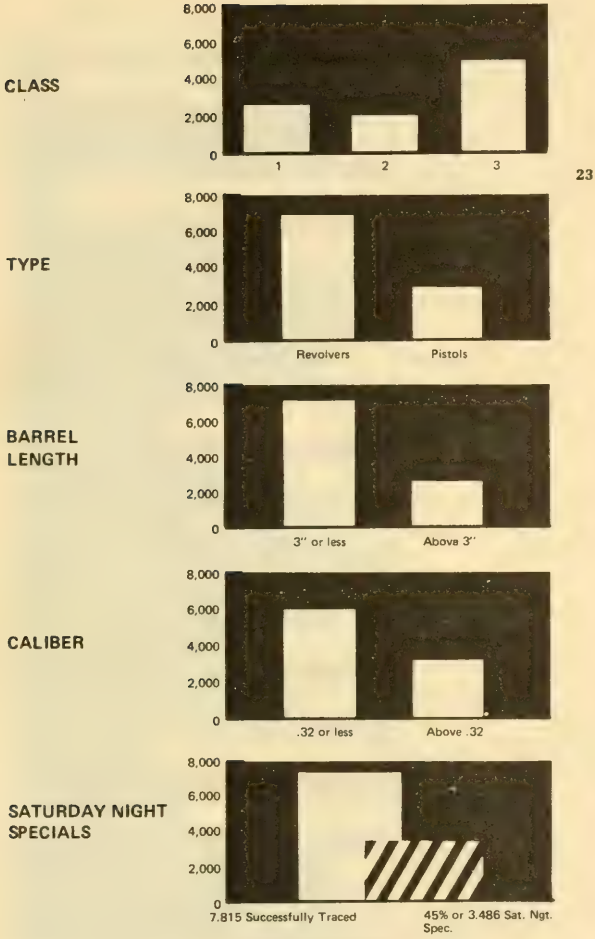 CLASS
8,000
6,000
4,000
2,000
0
1 2 3
23
TYPE
8,000
6,000
4,000
2,000
0
Revolvers Pistols
BARREL
LENGTH
8,000
6,000
4,000
2,000
0
3" or less Above 3"
CALIBER
8,000
6,000
4,000
2,000
0
.32 or less Above .32
SATURDAY NIGHT
SPECIALS
8,000
6,000
4,000
2,000
0
7.815 Successfully Traced 45% or 3.486 Sat. Ngt.
Spec.